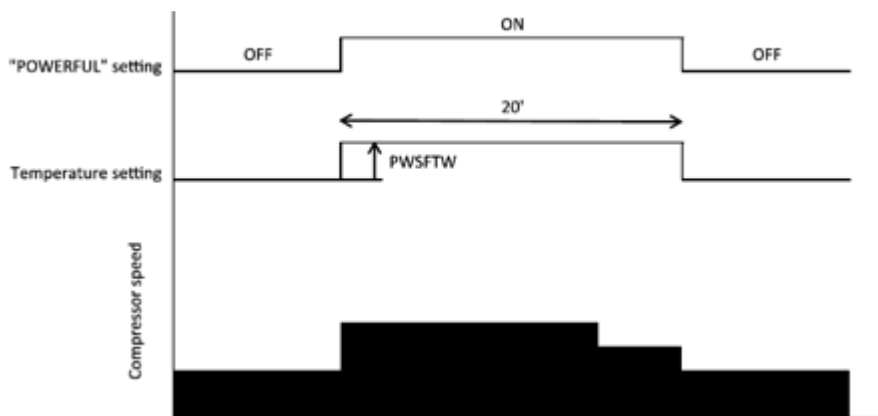 ON
OFF
OFF
"POWERFUL" setting
20'
PWSFTW
Temperature setting
Compressor speed